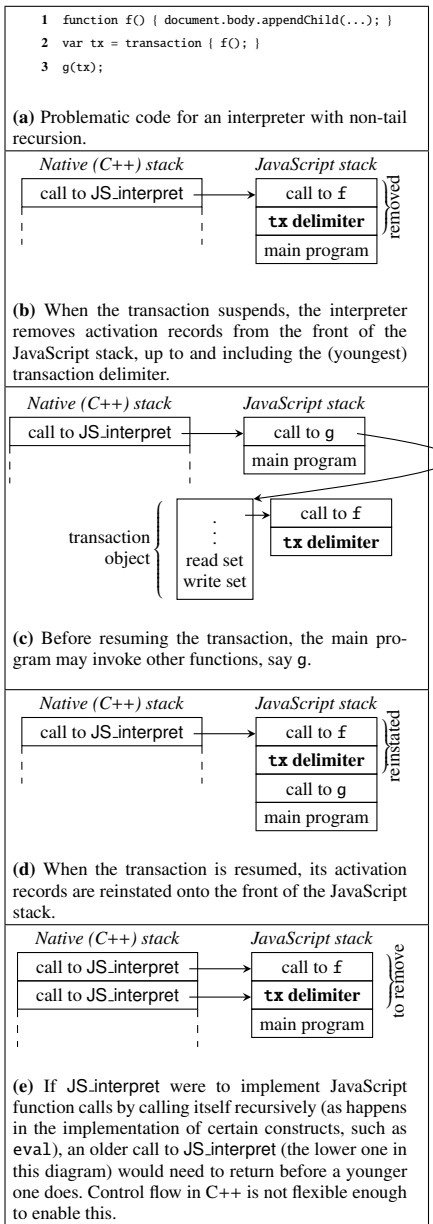 1 function f() { document.body.appendChild(...); }
2 var tx = transaction { f(); }
3 g(tx);
(a) Problematic code for an interpreter with non-tail
recursion.
Native (C++) stack JavaScript stack
call to JS_interpret call to f
tx delimiter
main program
removed
(b) When the transaction suspends, the interpreter
removes activation records from the front of the
JavaScript stack, up to and including the (youngest)
transaction delimiter.
Native (C++) stack JavaScript stack
call to JS_interpret call to g
main program
transaction
object
read set
write set
call to f
tx delimiter
(c) Before resuming the transaction, the main pro-
gram may invoke other functions, say g.
Native (C++) stack JavaScript stack
call to JS_interpret call to f
tx delimiter
call to g
main program
reinstated
(d) When the transaction is resumed, its activation
records are reinstated onto the front of the JavaScript
stack.
Native (C++) stack JavaScript stack
call to JS_interpret call to f
call to JS_interpret tx delimiter
main program
to remove
(e) If JS_interpret were to implement JavaScript
function calls by calling itself recursively (as happens
in the implementation of certain constructs, such as
eval), an older call to JS_interpret (the lower one in
this diagram) would need to return before a younger
one does. Control flow in C++ is not flexible enough
to enable this.